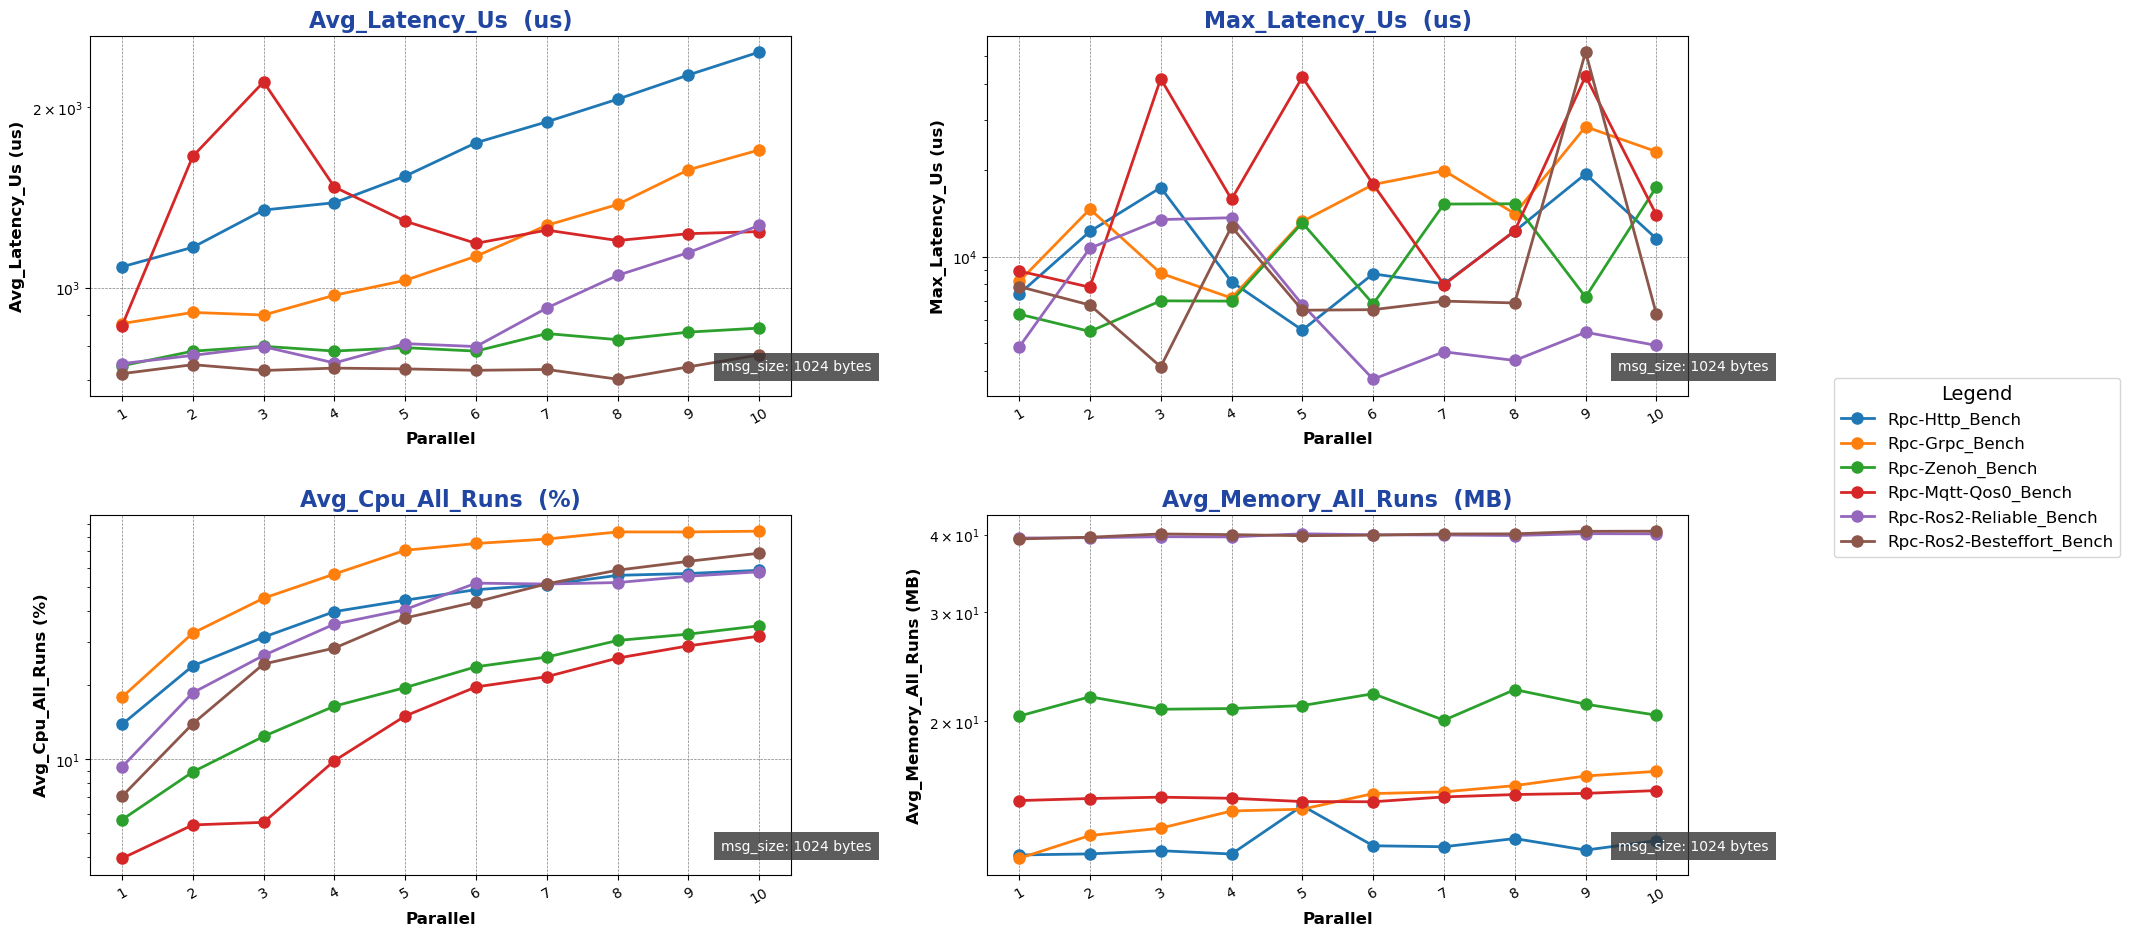 Avg_Latency_Us (us)
Avg_Latency_Us (us)
2 × 10³
10³
1 2 3 4 5 6 7 8 9 10
Parallel
msg_size: 1024 bytes
Max_Latency_Us (us)
Max_Latency_Us (us)
10⁴
1 2 3 4 5 6 7 8 9 10
Parallel
msg_size: 1024 bytes
Legend
Rpc-Http_Bench
Rpc-Grpc_Bench
Rpc-Zenoh_Bench
Rpc-Mqtt-Qos0_Bench
Rpc-Ros2-Reliable_Bench
Rpc-Ros2-Besteffort_Bench
Avg_Cpu_All_Runs (%)
Avg_Cpu_All_Runs (%)
10¹
1 2 3 4 5 6 7 8 9 10
Parallel
msg_size: 1024 bytes
Avg_Memory_All_Runs (MB)
Avg_Memory_All_Runs (MB)
4 × 10¹
3 × 10¹
2 × 10¹
1 2 3 4 5 6 7 8 9 10
Parallel
msg_size: 1024 bytes